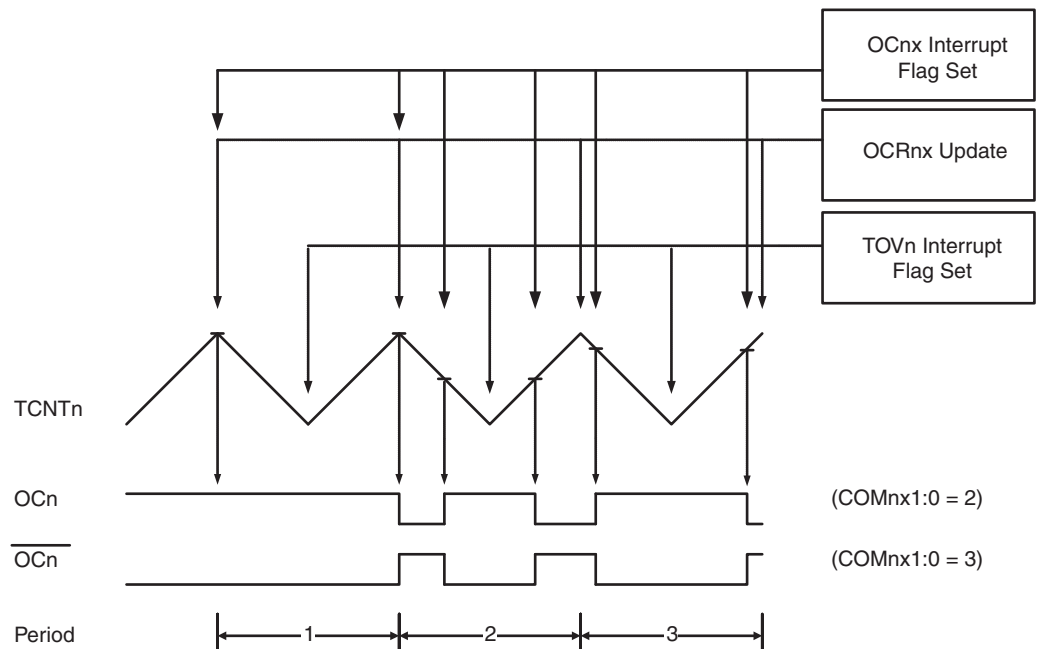 OCnx Interrupt
Flag Set
OCRnx Update
TOVn Interrupt
Flag Set
TCNTn
OCn
(COMnx1:0 = 2)
OCn
(COMnx1:0 = 3)
Period
1
2
3